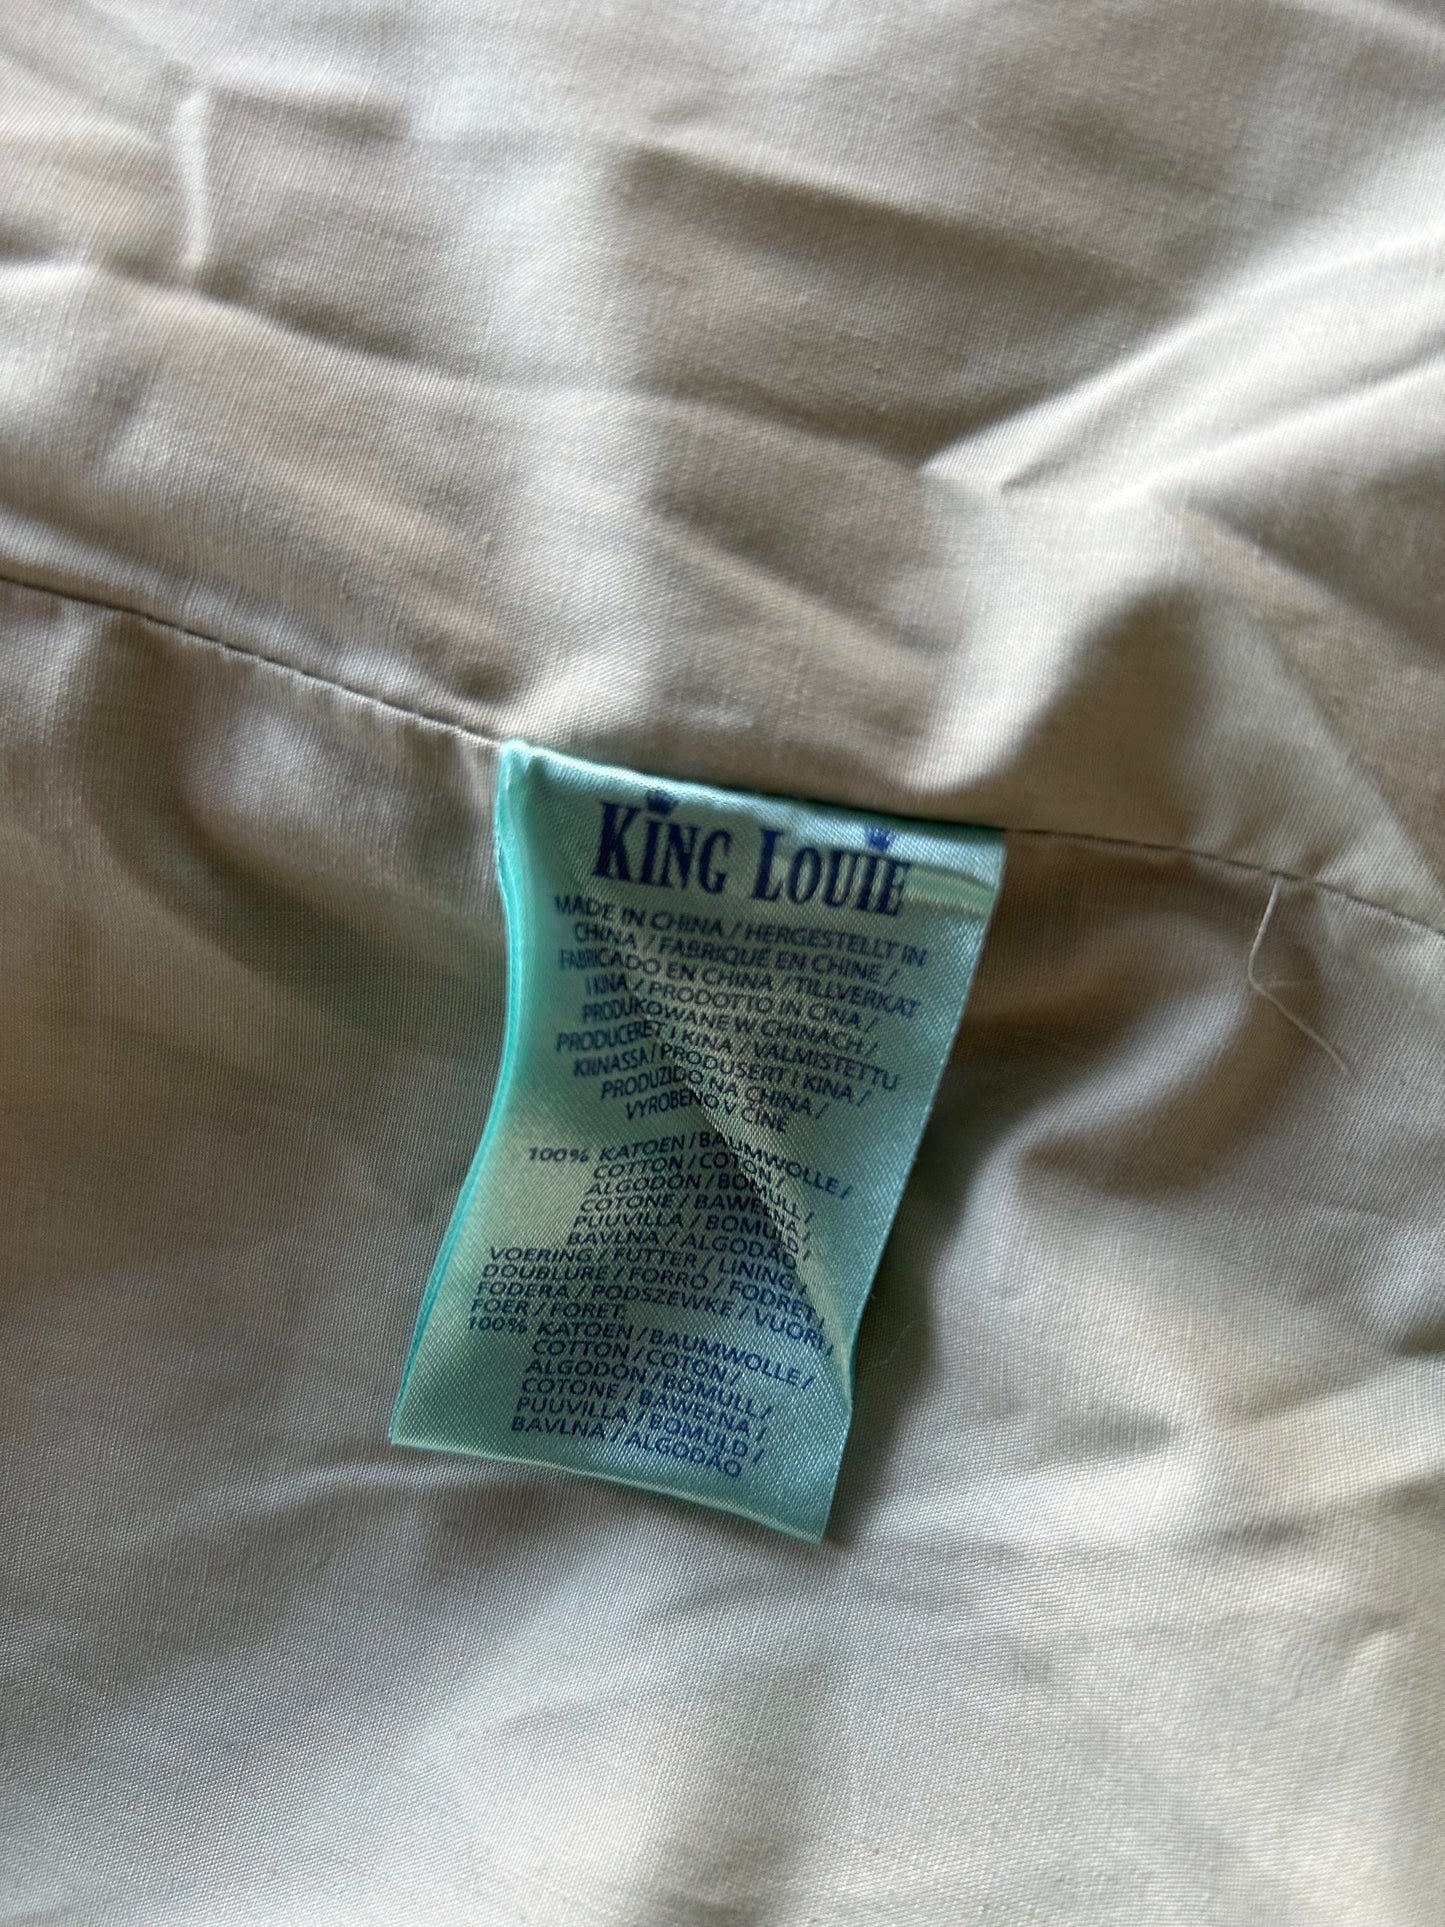 KING LOUIE
MADE IN CHINA / HERGESTELLT IN
CHINA / FABRIQUÉ EN CHINE /
FABRICADO EN CHINA / TILLVERKAT
I KINA / PRODOTTO IN CINA /
PRODUKOWANE W CHINACH /
PRODUCERET I KINA / VALMISTETTU
KIINASSA / PRODUSERT I KINA /
PRODUZIDO NA CHINA /
VYROBENO V ČÍNĚ
100% KATOEN / BAUMWOLLE /
COTTON / COTON /
ALGODÓN / BOMULL /
COTONE / BAWEŁNA /
PUUVILLA / BOMULD /
BAVLNA / ALGODÃO
VOERING / FUTTER / LINING /
DOUBLURE / FORRO / FODRET /
FODERA / PODSZEWKE / VUORI /
FOER / FORET:
100% KATOEN / BAUMWOLLE /
COTTON / COTON /
ALGODÓN / BOMULL /
COTONE / BAWEŁNA /
PUUVILLA / BOMULD /
BAVLNA / ALGODÃO